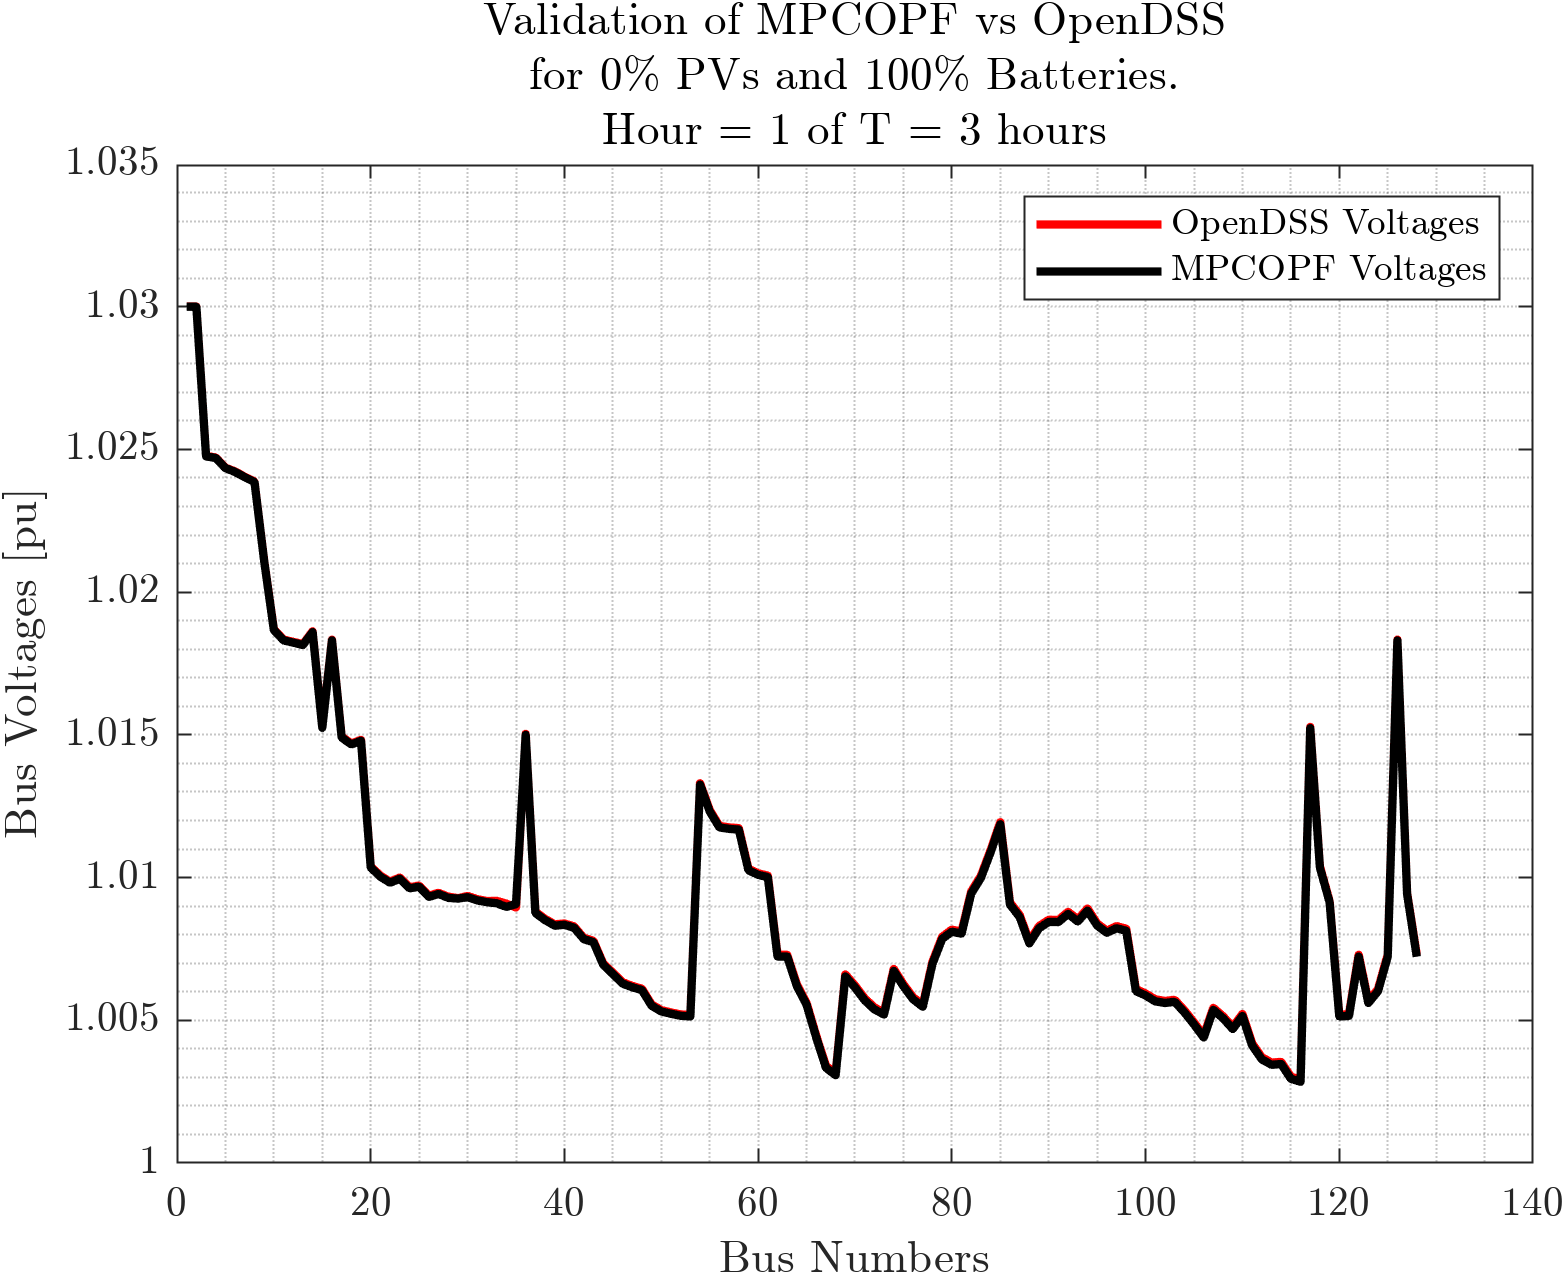 Validation of MPCOPF vs OpenDSS
for 0% PVs and 100% Batteries.
Hour = 1 of T = 3 hours
OpenDSS Voltages
MPCOPF Voltages
Bus Voltages [pu]
1.035
1.03
1.025
1.02
1.015
1.01
1.005
1
0 20 40 60 80 100 120 140
Bus Numbers